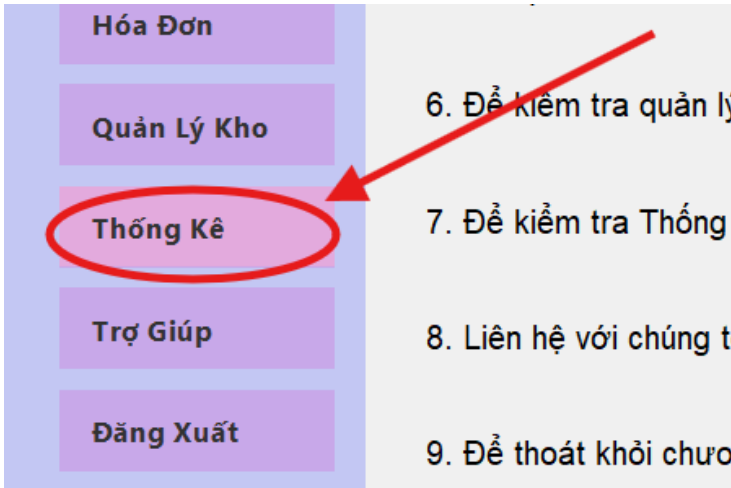 Hóa Đơn
Quản Lý Kho
Thống Kê
Trợ Giúp
Đăng Xuất
6. Để kiểm tra quản lý
7. Để kiểm tra Thống
8. Liên hệ với chúng
9. Để thoát khỏi